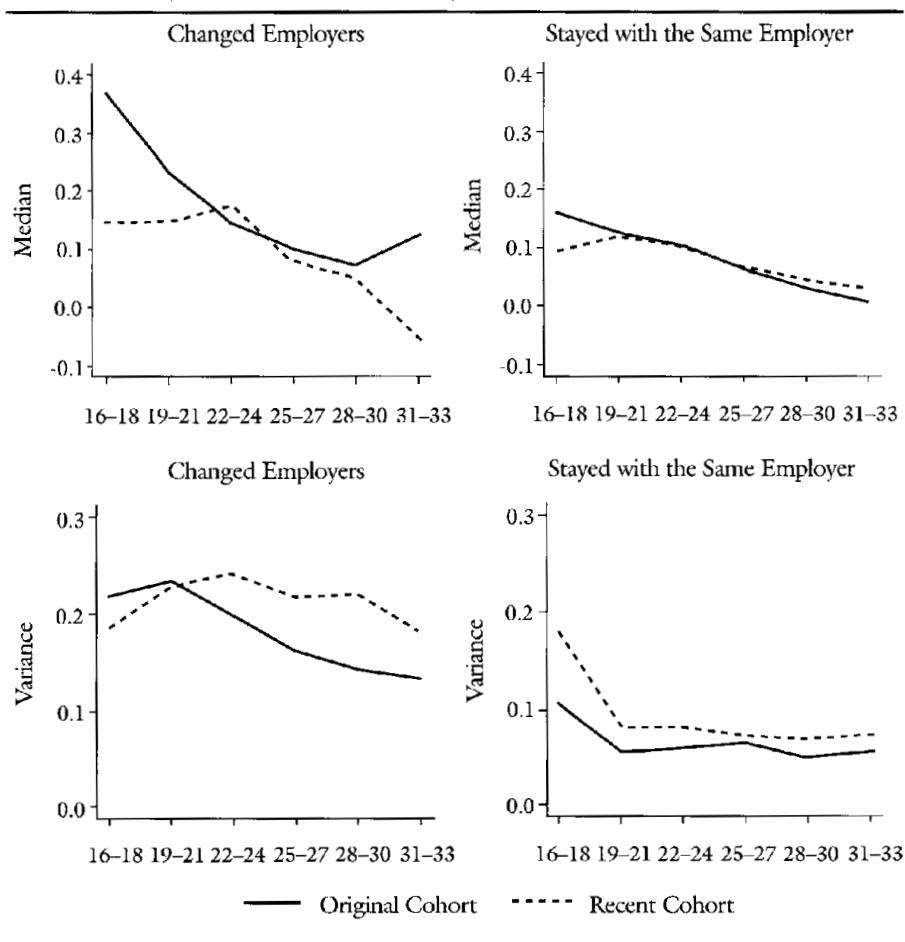 Changed Employers
Stayed with the Same Employer
Median
0.4
0.3
0.2
0.1
0.0
-0.1
16–18 19–21 22–24 25–27 28–30 31–33
Median
0.4
0.3
0.2
0.1
0.0
-0.1
16–18 19–21 22–24 25–27 28–30 31–33
Changed Employers
Stayed with the Same Employer
Variance
0.3
0.2
0.1
0.0
16–18 19–21 22–24 25–27 28–30 31–33
Variance
0.3
0.2
0.1
0.0
16–18 19–21 22–24 25–27 28–30 31–33
Original Cohort
Recent Cohort